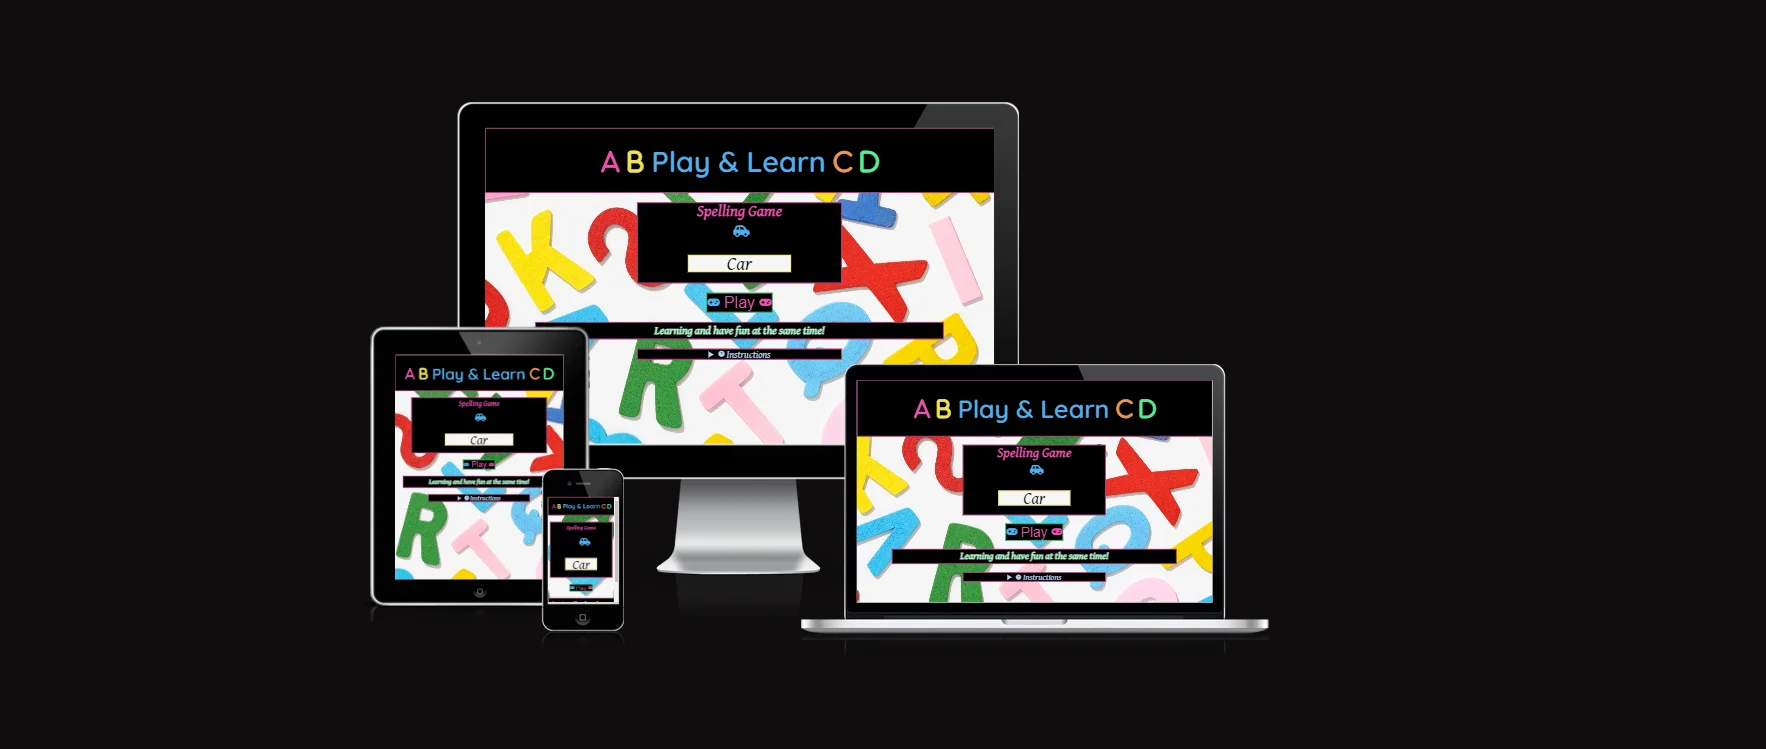 A B Play & Learn C D
Spelling Game
Car
Play
Learning and have fun at the same time!
Instructions
A B Play & Learn C D
Spelling Game
Car
Play
Learning and have fun at the same time!
Instructions
A B Play & Learn C D
Spelling Game
Car
Play
A B Play & Learn C D
Spelling Game
Car
Play
Learning and have fun at the same time!
Instructions